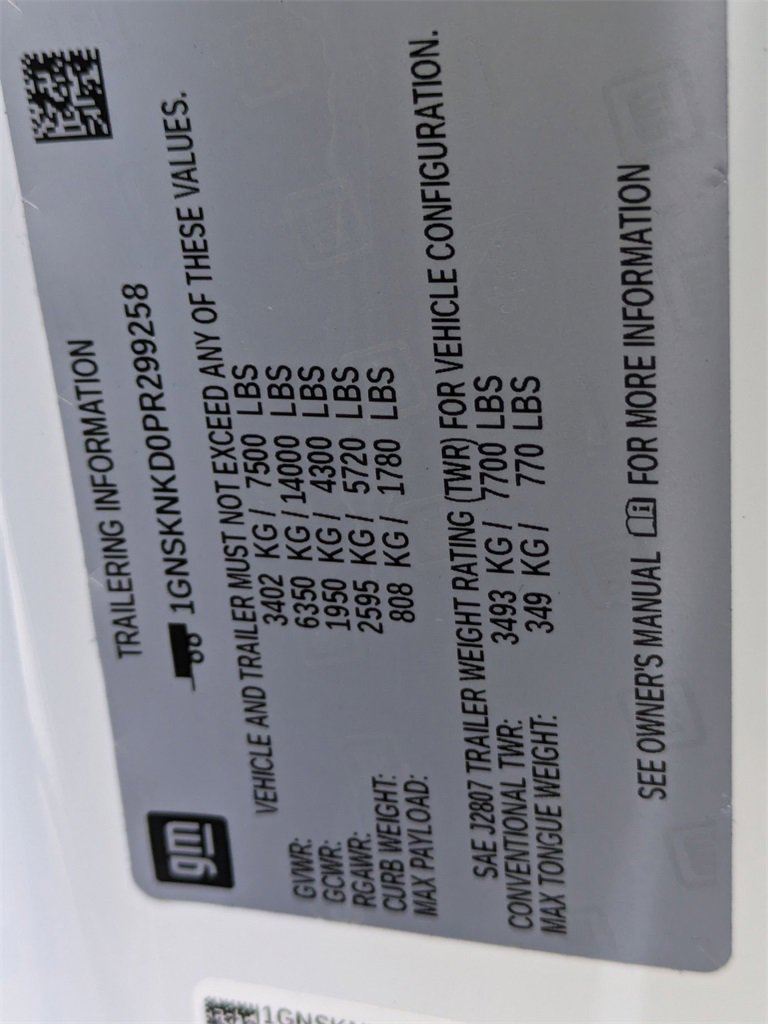 gm
TRAILERING INFORMATION
1GNSKNKD0PR299258
VEHICLE AND TRAILER MUST NOT EXCEED ANY OF THESE VALUES.
GVWR: 3402 KG / 7500 LBS
GCWR: 6350 KG / 14000 LBS
RGAWR: 1950 KG / 4300 LBS
CURB WEIGHT: 2595 KG / 5720 LBS
MAX PAYLOAD: 808 KG / 1780 LBS
SAE J2807 TRAILER WEIGHT RATING (TWR) FOR VEHICLE CONFIGURATION.
CONVENTIONAL TWR: 3493 KG / 7700 LBS
MAX TONGUE WEIGHT: 349 KG / 770 LBS
SEE OWNER'S MANUAL FOR MORE INFORMATION